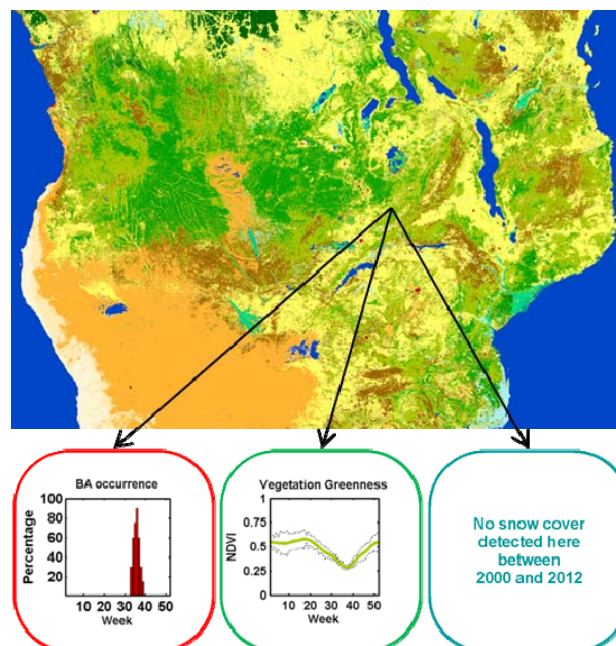 BA occurrence
Percentage
100
80
60
40
20
10 20 30 40 50
Week
Vegetation Greenness
NDVI
1
0.75
0.5
0.25
0
10 20 30 40 50
Week
No snow cover
detected here
between
2000 and 2012